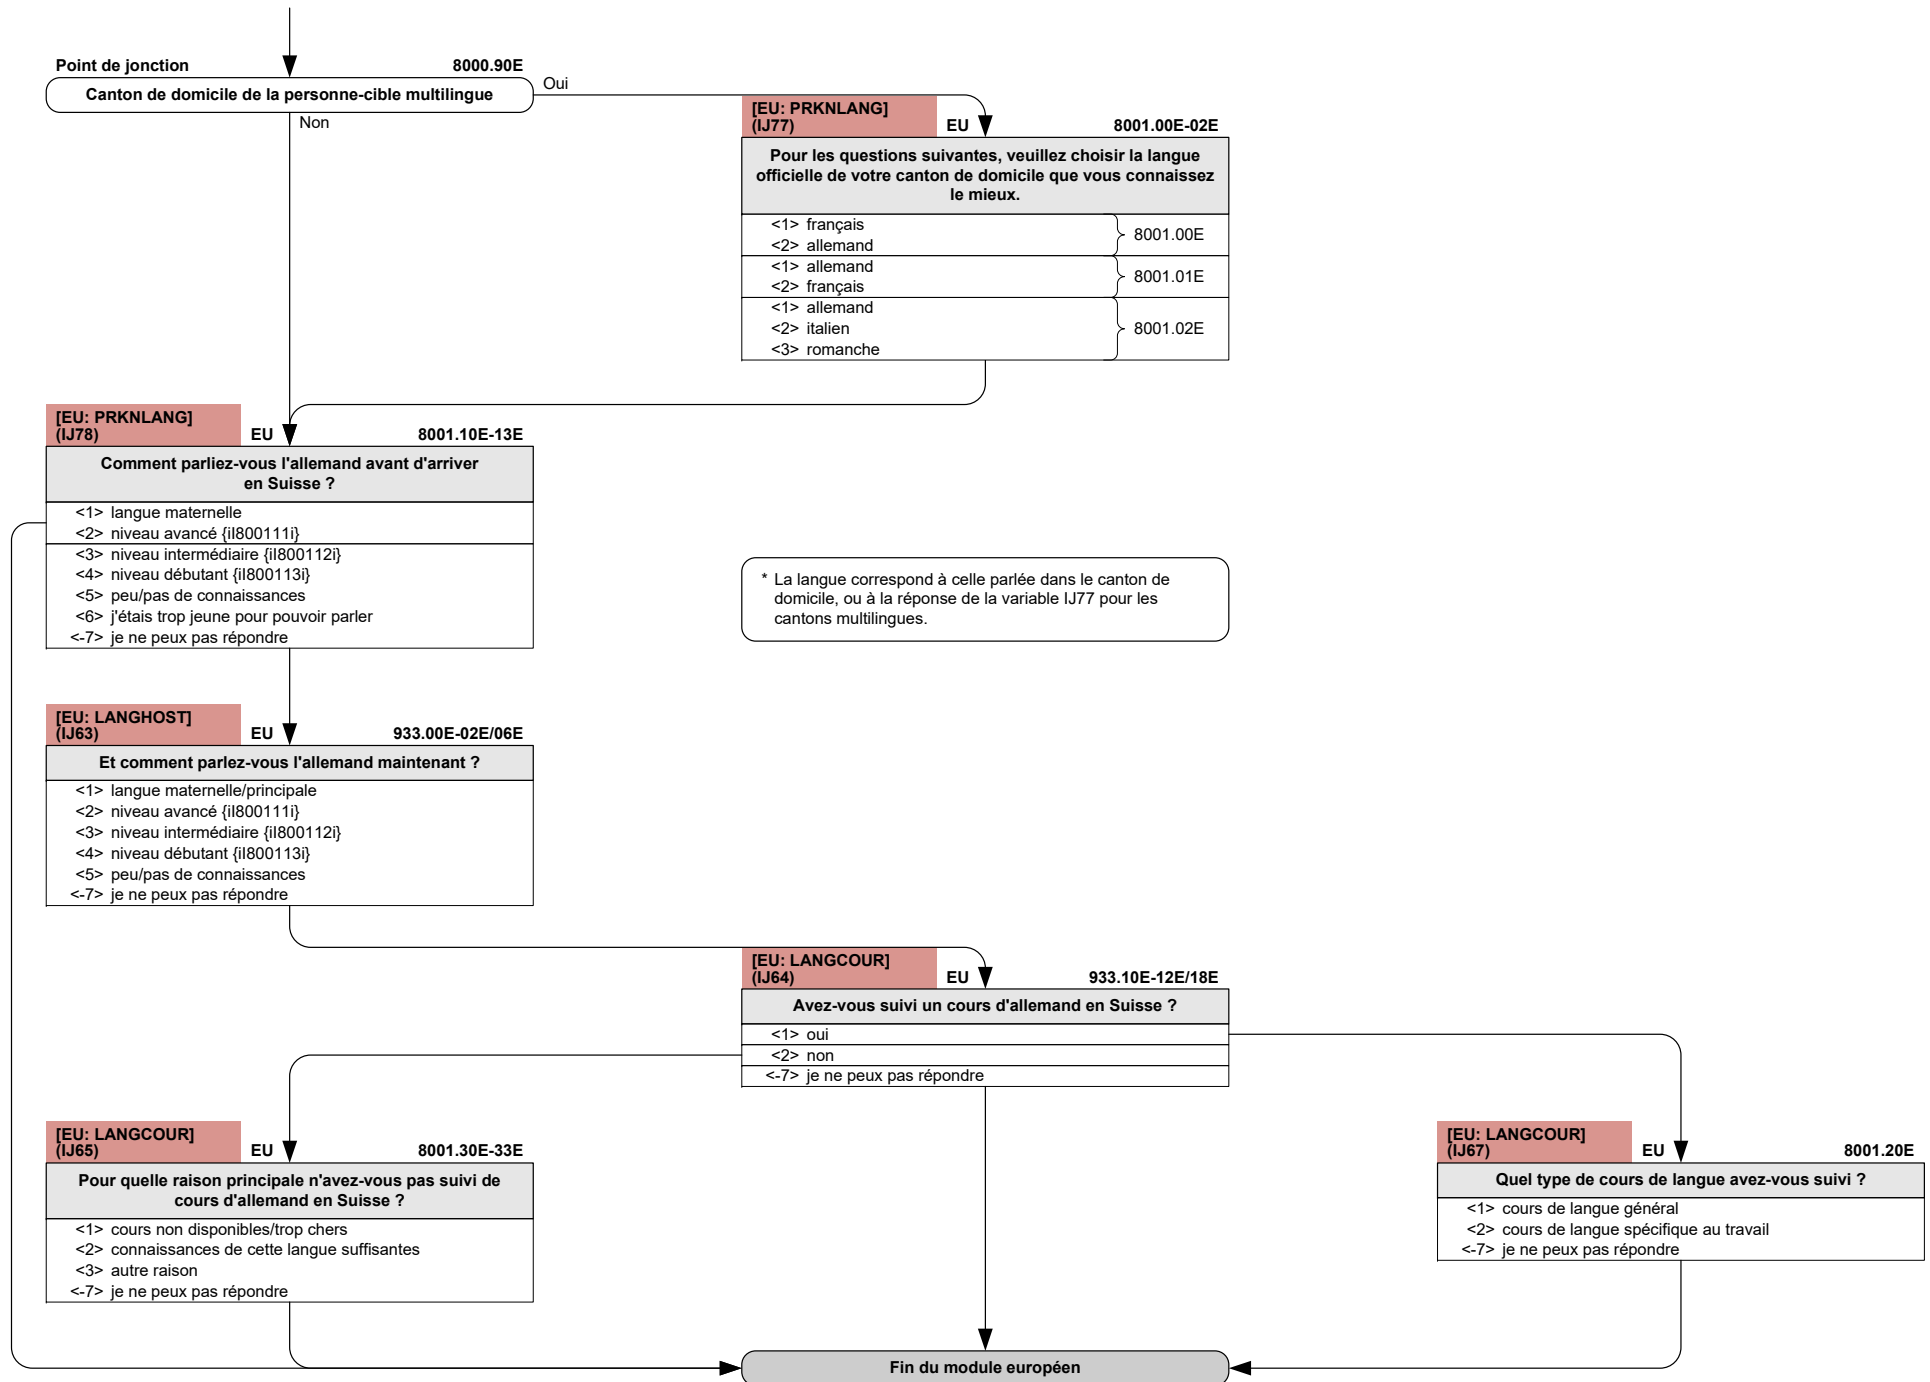 Point de jonction 8000.90E
Canton de domicile de la personne-cible multilingue
Oui
Non
[EU: PRKNLANG]
(IJ77) EU 8001.00E-02E
Pour les questions suivantes, veuillez choisir la langue
officielle de votre canton de domicile que vous connaissez
le mieux.
<1> français
<2> allemand
8001.00E
<1> allemand
<2> français
8001.01E
<1> allemand
<2> italien
<3> romanche
8001.02E
[EU: PRKNLANG]
(IJ78) EU 8001.10E-13E
Comment parliez-vous l'allemand avant d'arriver
en Suisse ?
<1> langue maternelle
<2> niveau avancé {iI800111i}
<3> niveau intermédiaire {iI800112i}
<4> niveau débutant {iI800113i}
<5> peu/pas de connaissances
<6> j'étais trop jeune pour pouvoir parler
<-7> je ne peux pas répondre
* La langue correspond à celle parlée dans le canton de
domicile, ou à la réponse de la variable IJ77 pour les
cantons multilingues.
[EU: LANGHOST]
(IJ63) EU 933.00E-02E/06E
Et comment parlez-vous l'allemand maintenant ?
<1> langue maternelle/principale
<2> niveau avancé {iI800111i}
<3> niveau intermédiaire {iI800112i}
<4> niveau débutant {iI800113i}
<5> peu/pas de connaissances
<-7> je ne peux pas répondre
[EU: LANGCOUR]
(IJ64) EU 933.10E-12E/18E
Avez-vous suivi un cours d'allemand en Suisse ?
<1> oui
<2> non
<-7> je ne peux pas répondre
[EU: LANGCOUR]
(IJ65) EU 8001.30E-33E
Pour quelle raison principale n'avez-vous pas suivi de
cours d'allemand en Suisse ?
<1> cours non disponibles/trop chers
<2> connaissances de cette langue suffisantes
<3> autre raison
<-7> je ne peux pas répondre
[EU: LANGCOUR]
(IJ67) EU 8001.20E
Quel type de cours de langue avez-vous suivi ?
<1> cours de langue général
<2> cours de langue spécifique au travail
<-7> je ne peux pas répondre
Fin du module européen